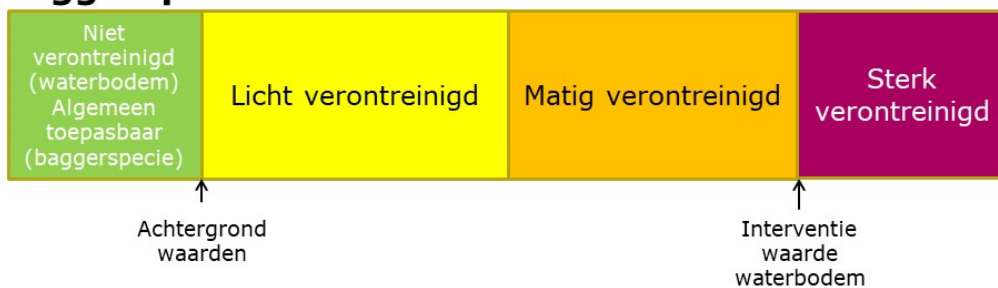 Niet
verontreinigd
(waterbodem)
Algemeen
toepasbaar
(baggerspecie)
Licht verontreinigd
Matig verontreinigd
Sterk
verontreinigd
Achtergrond
waarden
Interventie
waarde
waterbodem